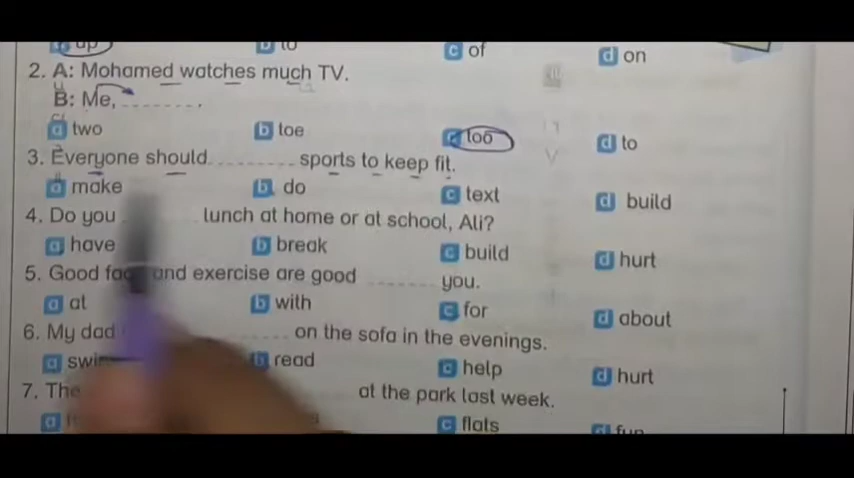 a up b to c of d on
2. A: Mohamed watches much TV.
B: Me, ........ .
a two b toe c too d to
3. Everyone should ........ sports to keep fit.
a make b do c text d build
4. Do you lunch at home or at school, Ali?
a have b break c build d hurt
5. Good and exercise are good ........ you.
a at b with c for d about
6. My dad ........ on the sofa in the evenings.
a b read c help d hurt
7. The at the park last week.
a c flats d fun